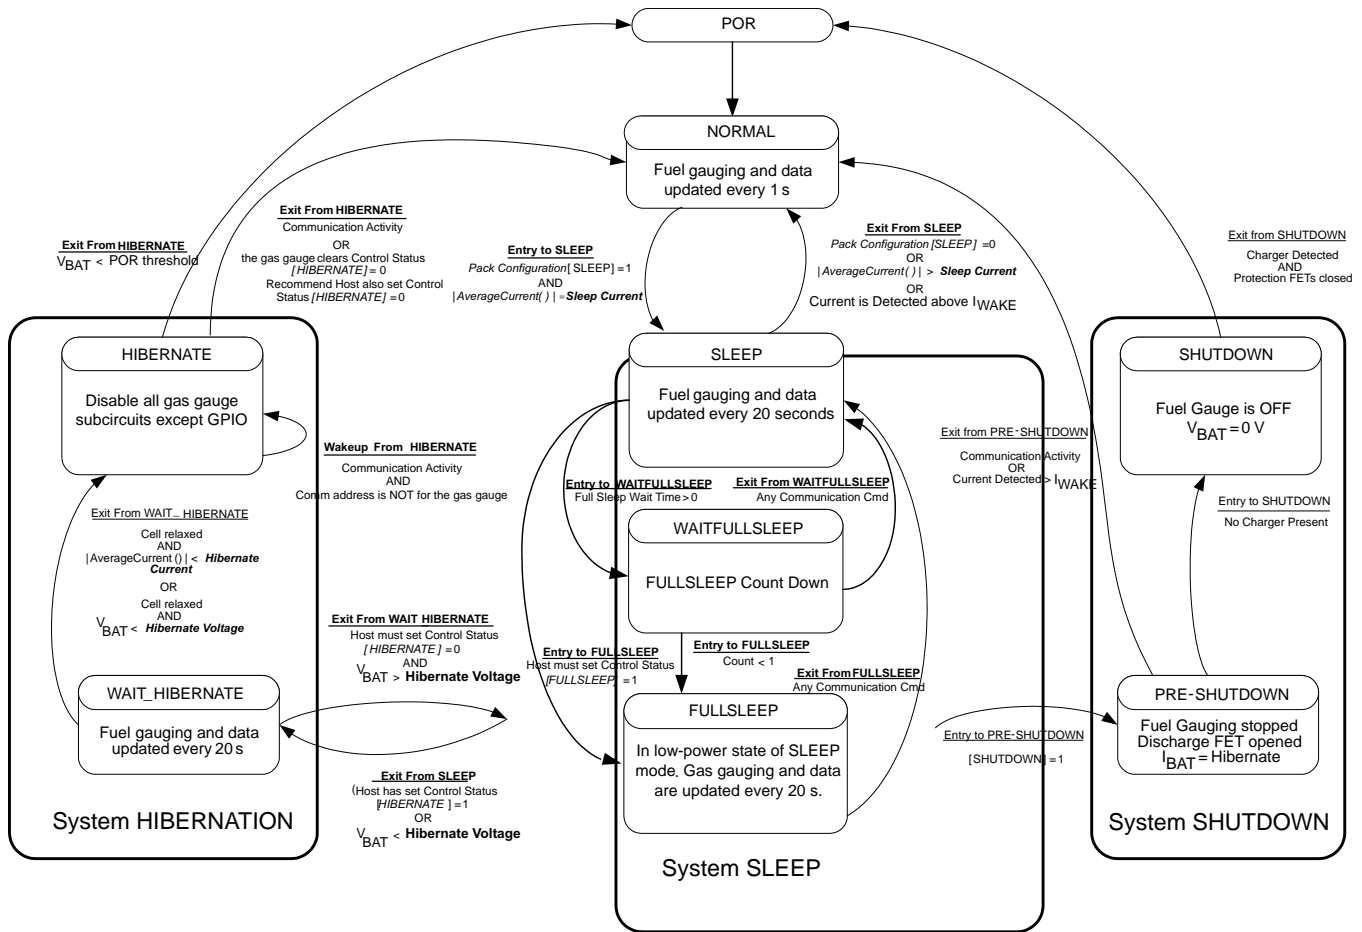 POR
NORMAL
Fuel gauging and data
updated every 1 s
Exit From HIBERNATE
V BAT < POR threshold
Exit From HIBERNATE
Communication Activity
OR
the gas gauge clears Control Status
[HIBERNATE] = 0
Recommend Host also set Control
Status [HIBERNATE] = 0
Entry to SLEEP
Pack Configuration[ SLEEP] = 1
AND
|AverageCurrent( ) | = Sleep Current
Exit From SLEEP
Pack Configuration [SLEEP] = 0
OR
|AverageCurrent( ) | > Sleep Current
OR
Current is Detected above I WAKE
Exit from SHUTDOWN
Charger Detected
AND
Protection FETs closed
HIBERNATE
Disable all gas gauge
subcircuits except GPIO
Wakeup From HIBERNATE
Communication Activity
AND
Comm address is NOT for the gas gauge
Exit From WAIT_ HIBERNATE
Cell relaxed
AND
|AverageCurrent ()| < Hibernate
Current
OR
Cell relaxed
AND
V BAT < Hibernate Voltage
WAIT_HIBERNATE
Fuel gauging and data
updated every 20 s
System HIBERNATION
Exit From WAIT HIBERNATE
Host must set Control Status
[HIBERNATE ] = 0
AND
V BAT > Hibernate Voltage
Exit From SLEEP
(Host has set Control Status
[HIBERNATE ] = 1
OR
V BAT < Hibernate Voltage
SLEEP
Fuel gauging and data
updated every 20 seconds
Entry to WAITFULLSLEEP
Full Sleep Wait Time > 0
Exit From WAITFULLSLEEP
Any Communication Cmd
WAITFULLSLEEP
FULLSLEEP Count Down
Entry to FULLSLEEP
Host must set Control Status
[FULLSLEEP] = 1
Entry to FULLSLEEP
Count < 1
Exit From FULLSLEEP
Any Communication Cmd
FULLSLEEP
In low-power state of SLEEP
mode. Gas gauging and data
are updated every 20 s.
System SLEEP
Exit from PRE-SHUTDOWN
Communication Activity
OR
Current Detected > I WAKE
Entry to PRE-SHUTDOWN
[SHUTDOWN] = 1
SHUTDOWN
Fuel Gauge is OFF
V BAT = 0 V
Entry to SHUTDOWN
No Charger Present
PRE-SHUTDOWN
Fuel Gauging stopped
Discharge FET opened
I BAT = Hibernate
System SHUTDOWN